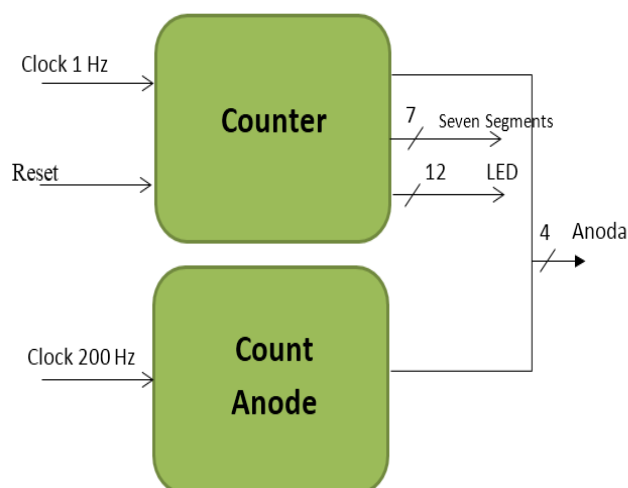 Clock 1 Hz
Counter
7
Seven Segments
Reset
12
LED
4
Anoda
Clock 200 Hz
Count
Anode